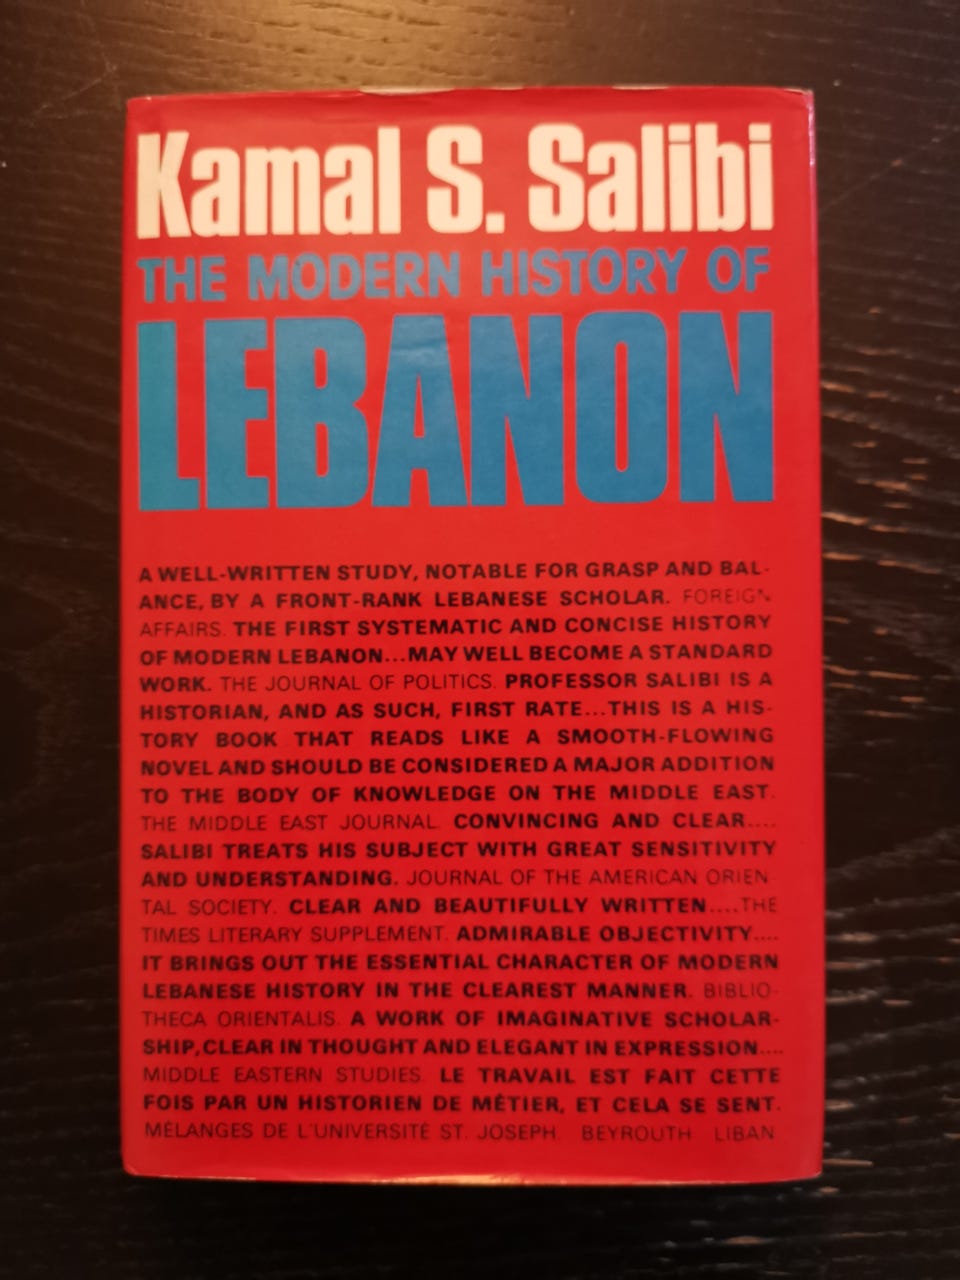 Kamal S. Salibi
THE MODERN HISTORY OF
LEBANON
A WELL-WRITTEN STUDY, NOTABLE FOR GRASP AND BAL-
ANCE, BY A FRONT-RANK LEBANESE SCHOLAR. FOREIGN
AFFAIRS. THE FIRST SYSTEMATIC AND CONCISE HISTORY
OF MODERN LEBANON...MAY WELL BECOME A STANDARD
WORK. THE JOURNAL OF POLITICS. PROFESSOR SALIBI IS A
HISTORIAN, AND AS SUCH, FIRST RATE...THIS IS A HIS-
TORY BOOK THAT READS LIKE A SMOOTH-FLOWING
NOVEL AND SHOULD BE CONSIDERED A MAJOR ADDITION
TO THE BODY OF KNOWLEDGE ON THE MIDDLE EAST.
THE MIDDLE EAST JOURNAL. CONVINCING AND CLEAR....
SALIBI TREATS HIS SUBJECT WITH GREAT SENSITIVITY
AND UNDERSTANDING. JOURNAL OF THE AMERICAN ORIEN
TAL SOCIETY. CLEAR AND BEAUTIFULLY WRITTEN....THE
TIMES LITERARY SUPPLEMENT. ADMIRABLE OBJECTIVITY....
IT BRINGS OUT THE ESSENTIAL CHARACTER OF MODERN
LEBANESE HISTORY IN THE CLEAREST MANNER. BIBLIO-
THECA ORIENTALIS. A WORK OF IMAGINATIVE SCHOLAR-
SHIP, CLEAR IN THOUGHT AND ELEGANT IN EXPRESSION....
MIDDLE EASTERN STUDIES. LE TRAVAIL EST FAIT CETTE
FOIS PAR UN HISTORIEN DE MÉTIER, ET CELA SE SENT.
MÉLANGES DE L'UNIVERSITÉ ST. JOSEPH. BEYROUTH LIBAN